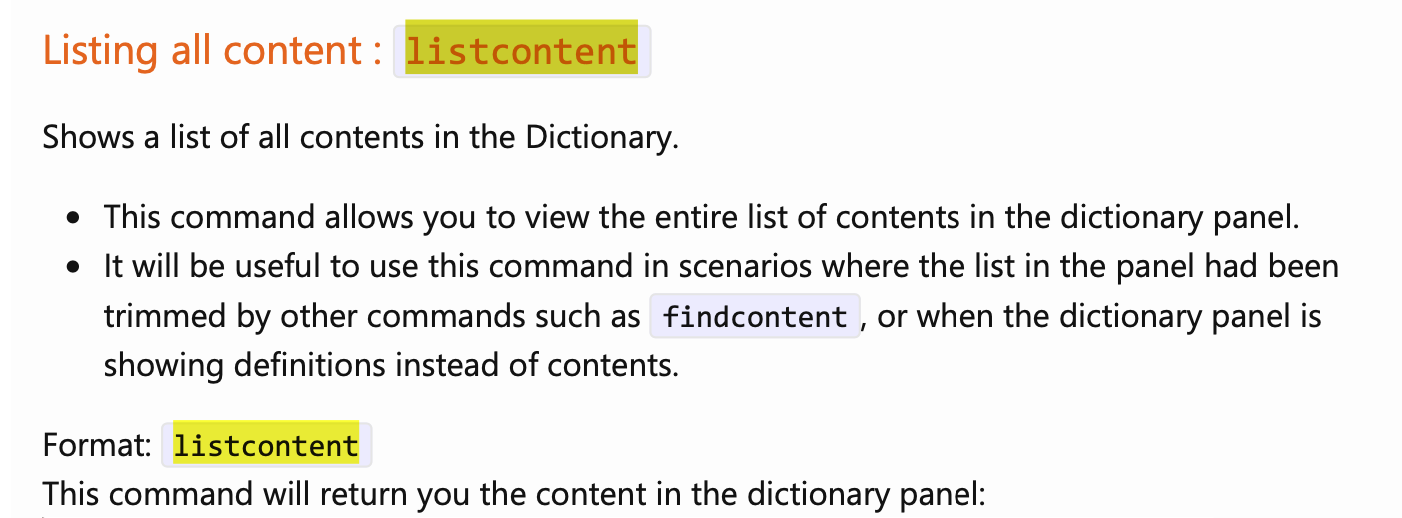 Listing all content : listcontent
Shows a list of all contents in the Dictionary.
• This command allows you to view the entire list of contents in the dictionary panel.
• It will be useful to use this command in scenarios where the list in the panel had been
trimmed by other commands such as findcontent, or when the dictionary panel is
showing definitions instead of contents.
Format: listcontent
This command will return you the content in the dictionary panel: